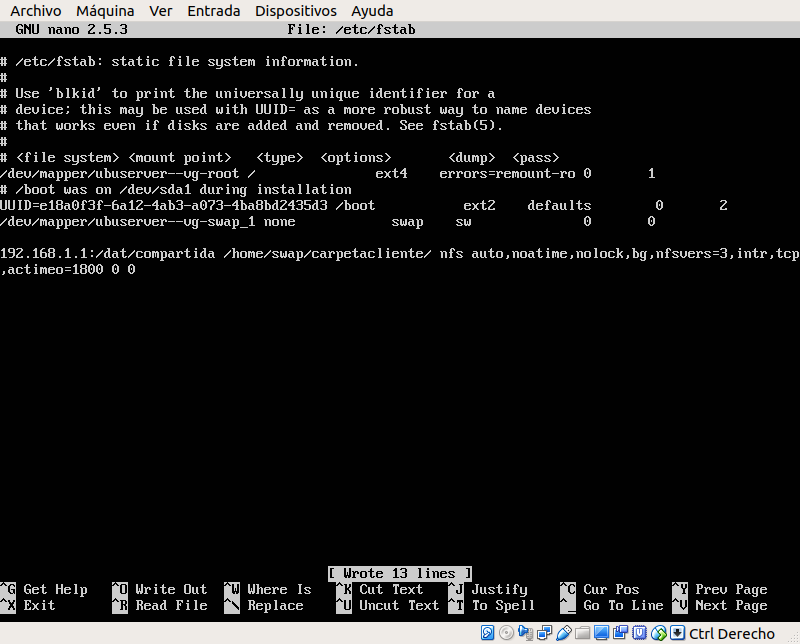 Archivo Máquina Ver Entrada Dispositivos Ayuda
GNU nano 2.5.3 File: /etc/fstab
# /etc/fstab: static file system information.
#
# Use 'blkid' to print the universally unique identifier for a
# device; this may be used with UUID= as a more robust way to name devices
# that works even if disks are added and removed. See fstab(5).
#
# <file system> <mount point>   <type>  <options>       <dump>  <pass>
/dev/mapper/ubuserver--vg-root /               ext4    errors=remount-ro 0       1
# /boot was on /dev/sda1 during installation
UUID=e18a0f3f-6a12-4ab3-a073-4ba8bd2435d3 /boot           ext2    defaults        0       2
/dev/mapper/ubuserver--vg-swap_1 none            swap    sw              0       0
192.168.1.1:/dat/compartida /home/swap/carpetacliente/ nfs auto,noatime,nolock,bg,nfsvers=3,intr,tcp
,actimeo=1800 0 0
[ Wrote 13 lines ]
^G Get Help ^O Write Out ^W Where Is ^K Cut Text ^J Justify ^C Cur Pos ^Y Prev Page
^X Exit ^R Read File ^\ Replace ^U Uncut Text ^T To Spell ^_ Go To Line ^V Next Page
Ctrl Derecho